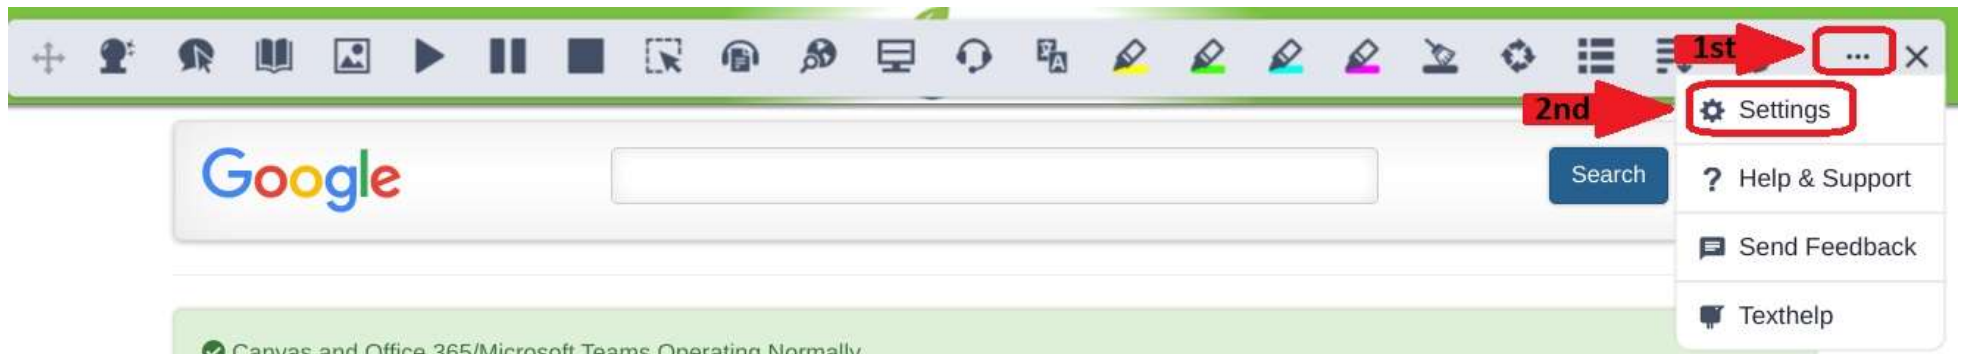 1st
...
2nd
Settings
Google
Search
Help & Support
Send Feedback
Texthelp
Canvas and Office 365/Microsoft Teams Operating Normally